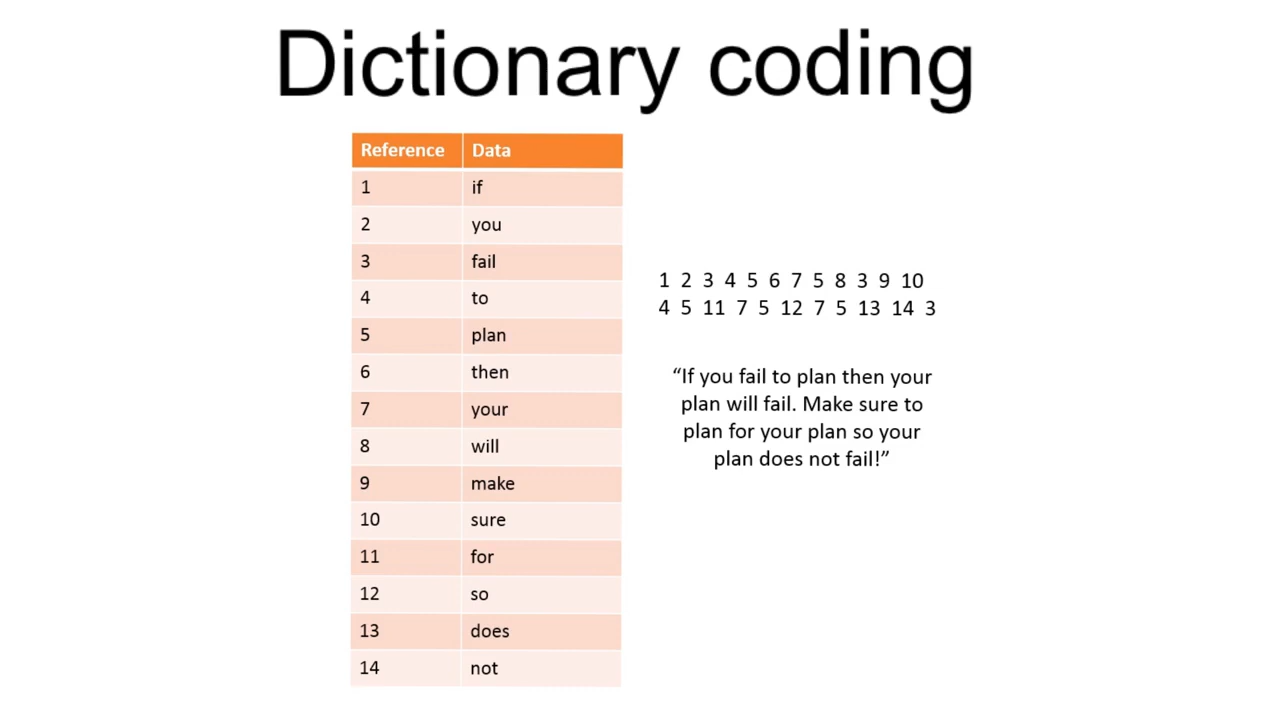 Dictionary coding
Reference Data
1 if
2 you
3 fail
4 to
5 plan
6 then
7 your
8 will
9 make
10 sure
11 for
12 so
13 does
14 not
1 2 3 4 5 6 7 5 8 3 9 10
4 5 11 7 5 12 7 5 13 14 3
“If you fail to plan then your
plan will fail. Make sure to
plan for your plan so your
plan does not fail!”